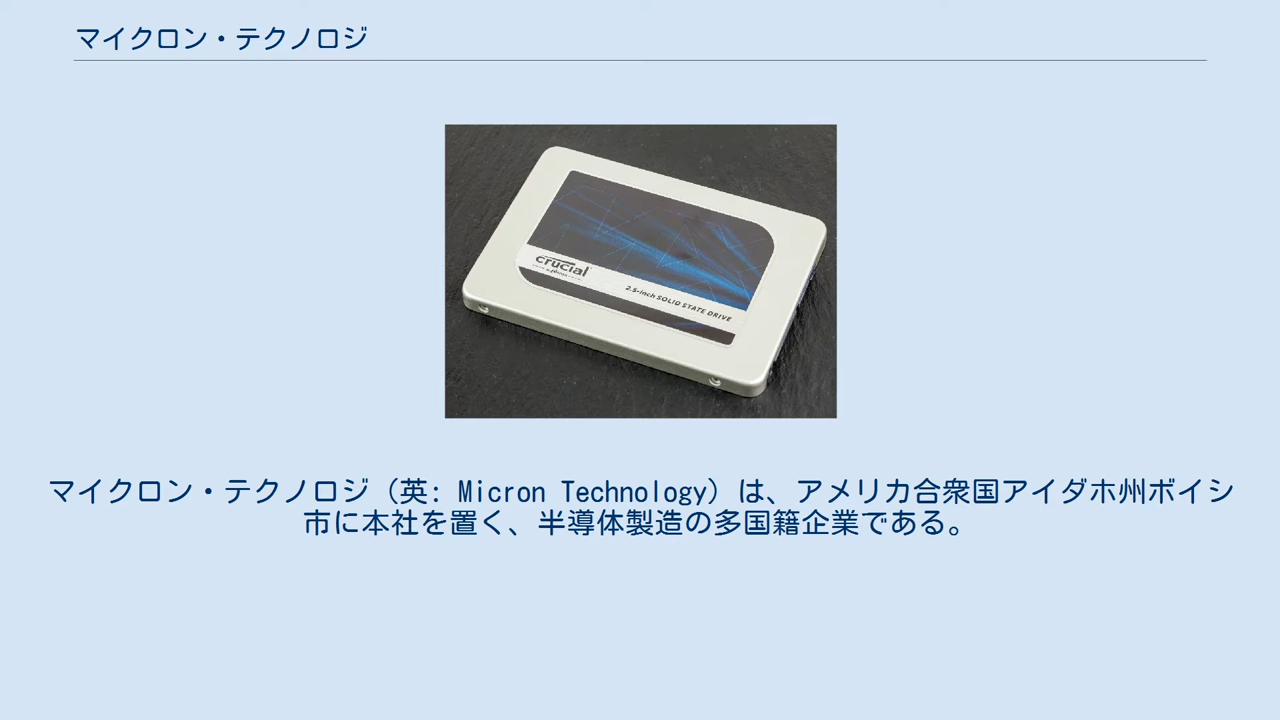 マイクロン・テクノロジ
crucial
2.5-inch SOLID STATE DRIVE
マイクロン・テクノロジ（英: Micron Technology）は、アメリカ合衆国アイダホ州ボイシ
市に本社を置く、半導体製造の多国籍企業である。